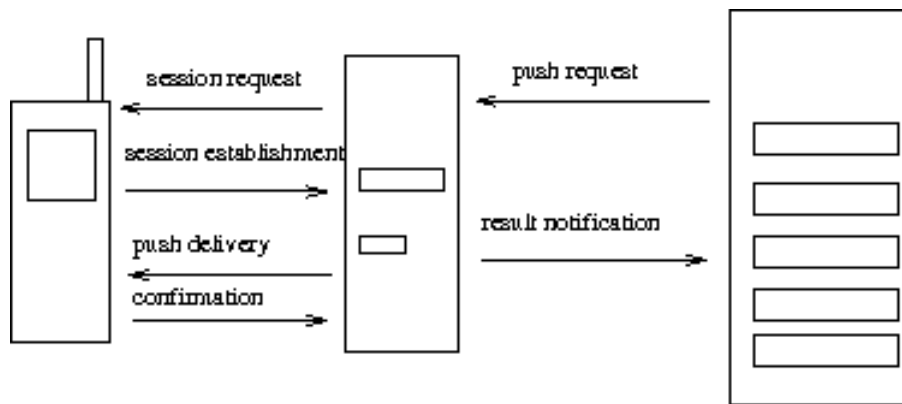 session request
push request
session establishment
result notification
push delivery
confirmation